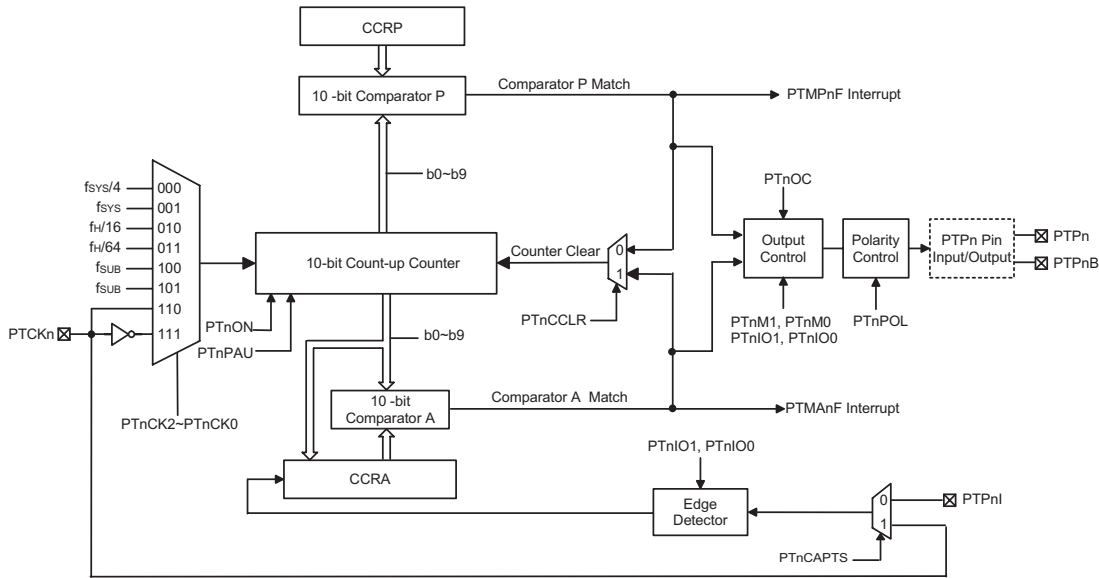 CCRP
10 -bit Comparator P
Comparator P Match
PTMPnF Interrupt
b0~b9
fSYS/4
000
fSYS
001
fH/16
010
fH/64
011
fSUB
100
fSUB
101
110
111
PTCKn
PTnCK2~PTnCK0
10-bit Count-up Counter
PTnON
PTnPAU
Counter Clear
0
1
PTnCCLR
PTnOC
Output
Control
PTnM1, PTnM0
PTnIO1, PTnIO0
Polarity
Control
PTnPOL
PTPn Pin
Input/Output
PTPn
PTPnB
b0~b9
10 -bit
Comparator A
Comparator A Match
PTMAnF Interrupt
CCRA
PTnIO1, PTnIO0
Edge
Detector
0
1
PTPnI
PTnCAPTS